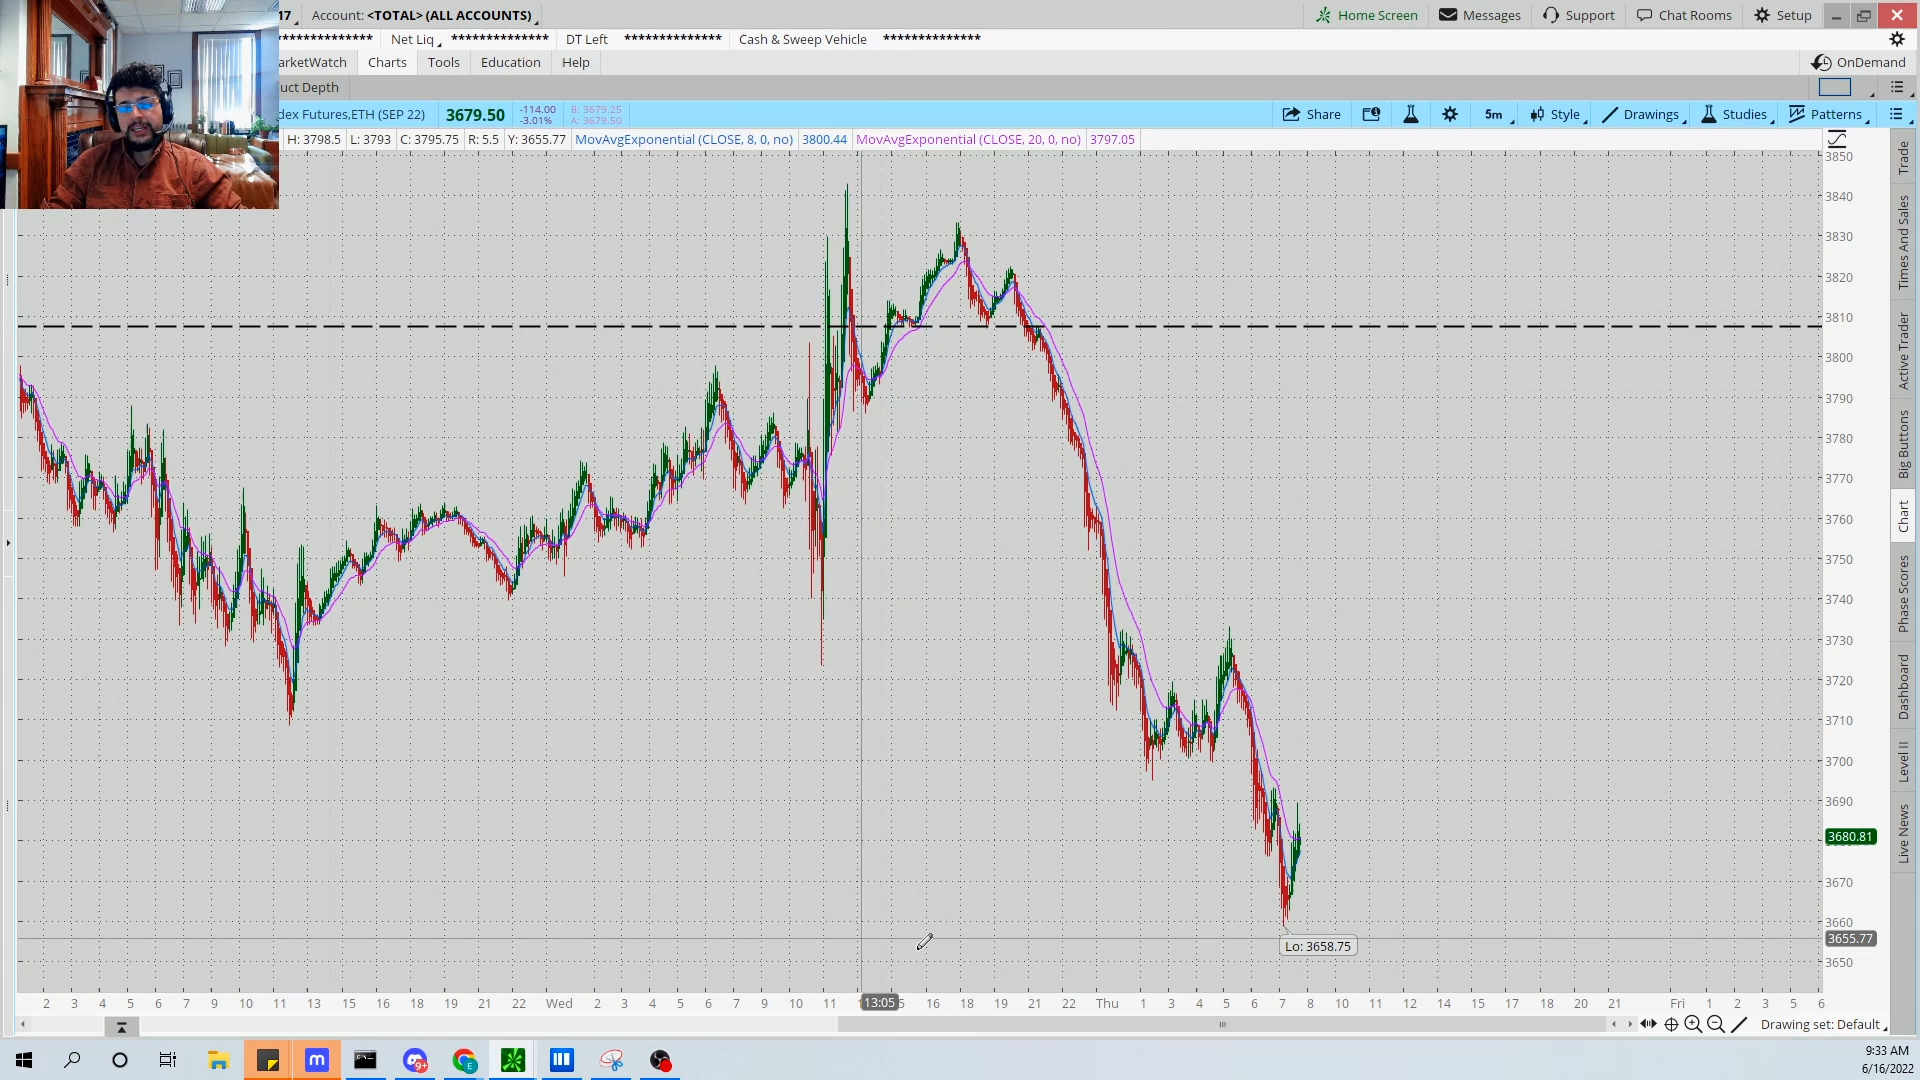 17 Account: <TOTAL> (ALL ACCOUNTS) Home Screen Messages Support Chat Rooms Setup
************** Net Liq ************** DT Left ************** Cash & Sweep Vehicle **************
arketWatch Charts Tools Education Help OnDemand
uct Depth
dex Futures,ETH (SEP 22) 3679.50 -114.00 -3.01% B: 3679.25 A: 3679.50 Share 5m Style Drawings Studies Patterns
H: 3798.5 L: 3793 C: 3795.75 R: 5.5 Y: 3655.77 MovAvgExponential (CLOSE, 8, 0, no) 3800.44 MovAvgExponential (CLOSE, 20, 0, no) 3797.05
3850
3840
3830
3820
3810
3800
3790
3780
3770
3760
3750
3740
3730
3720
3710
3700
3690
3680.81
3670
3660
3655.77
3650
Lo: 3658.75
Trade
Times And Sales
Active Trader
Big Buttons
Chart
Phase Scores
Dashboard
Level II
Live News
2 3 4 5 6 7 8 9 10 11 13 15 16 18 19 21 22 Wed 2 3 4 5 6 7 9 10 11 13:05 5 16 18 19 21 22 Thu 1 3 4 5 6 7 8 10 11 12 14 15 17 18 20 21 Fri 1 2 3 5 6
Drawing set: Default
9+
9:33 AM
6/16/2022